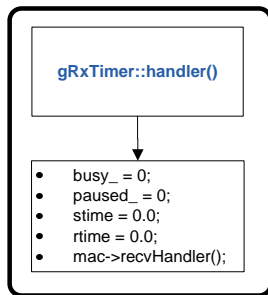 gRxTimer::handler()
• busy_ = 0;
• paused_ = 0;
• stime = 0.0;
• rtime = 0.0;
• mac->recvHandler();